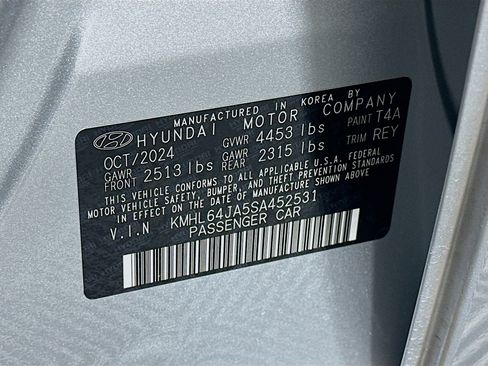 MANUFACTURED IN KOREA BY
HYUNDAI MOTOR COMPANY
OCT/2024 GVWR 4453 lbs PAINT T4A
GAWR FRONT 2513 lbs GAWR REAR 2315 lbs TRIM REY
THIS VEHICLE CONFORMS TO ALL APPLICABLE U.S.A. FEDERAL
MOTOR VEHICLE SAFETY, BUMPER, AND THEFT PREVENTION STANDARDS
IN EFFECT ON THE DATE OF MANUFACTURE SHOWN ABOVE.
V.I.N KMHL64JA5SA452531
PASSENGER CAR